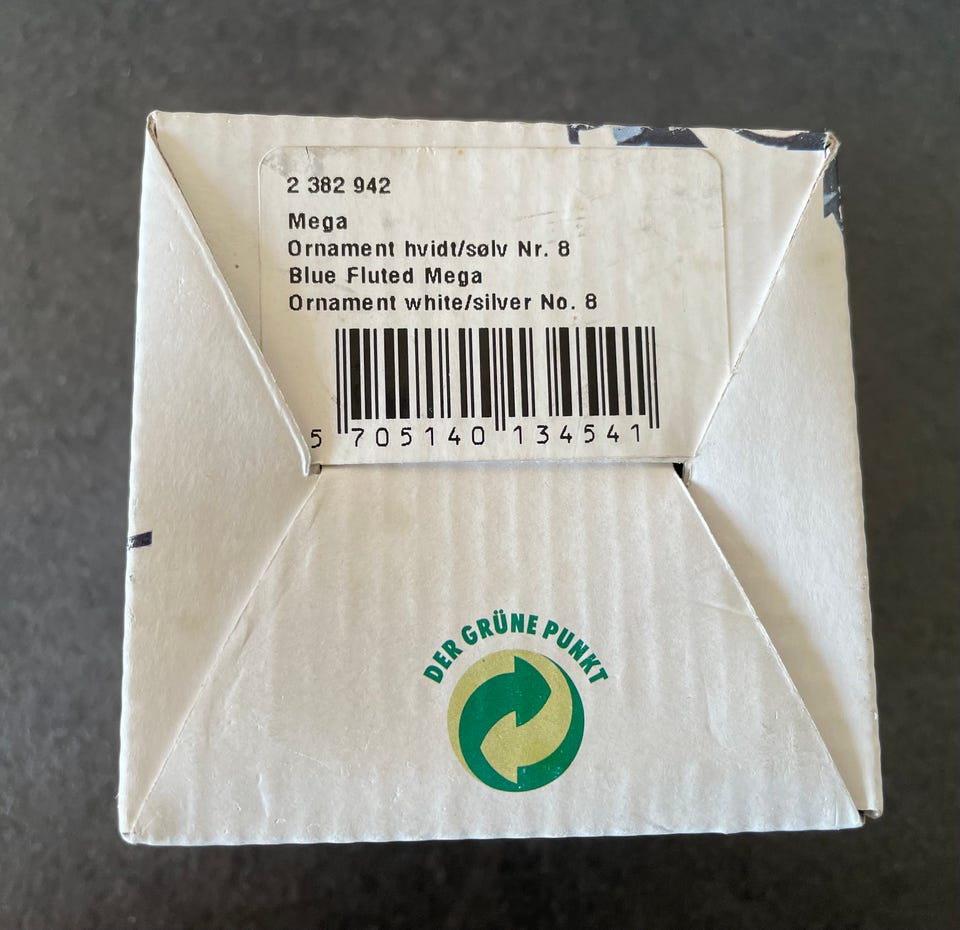 2 382 942
Mega
Ornament hvidt/sølv Nr. 8
Blue Fluted Mega
Ornament white/silver No. 8
5 705140 134541
DER GRÜNE PUNKT